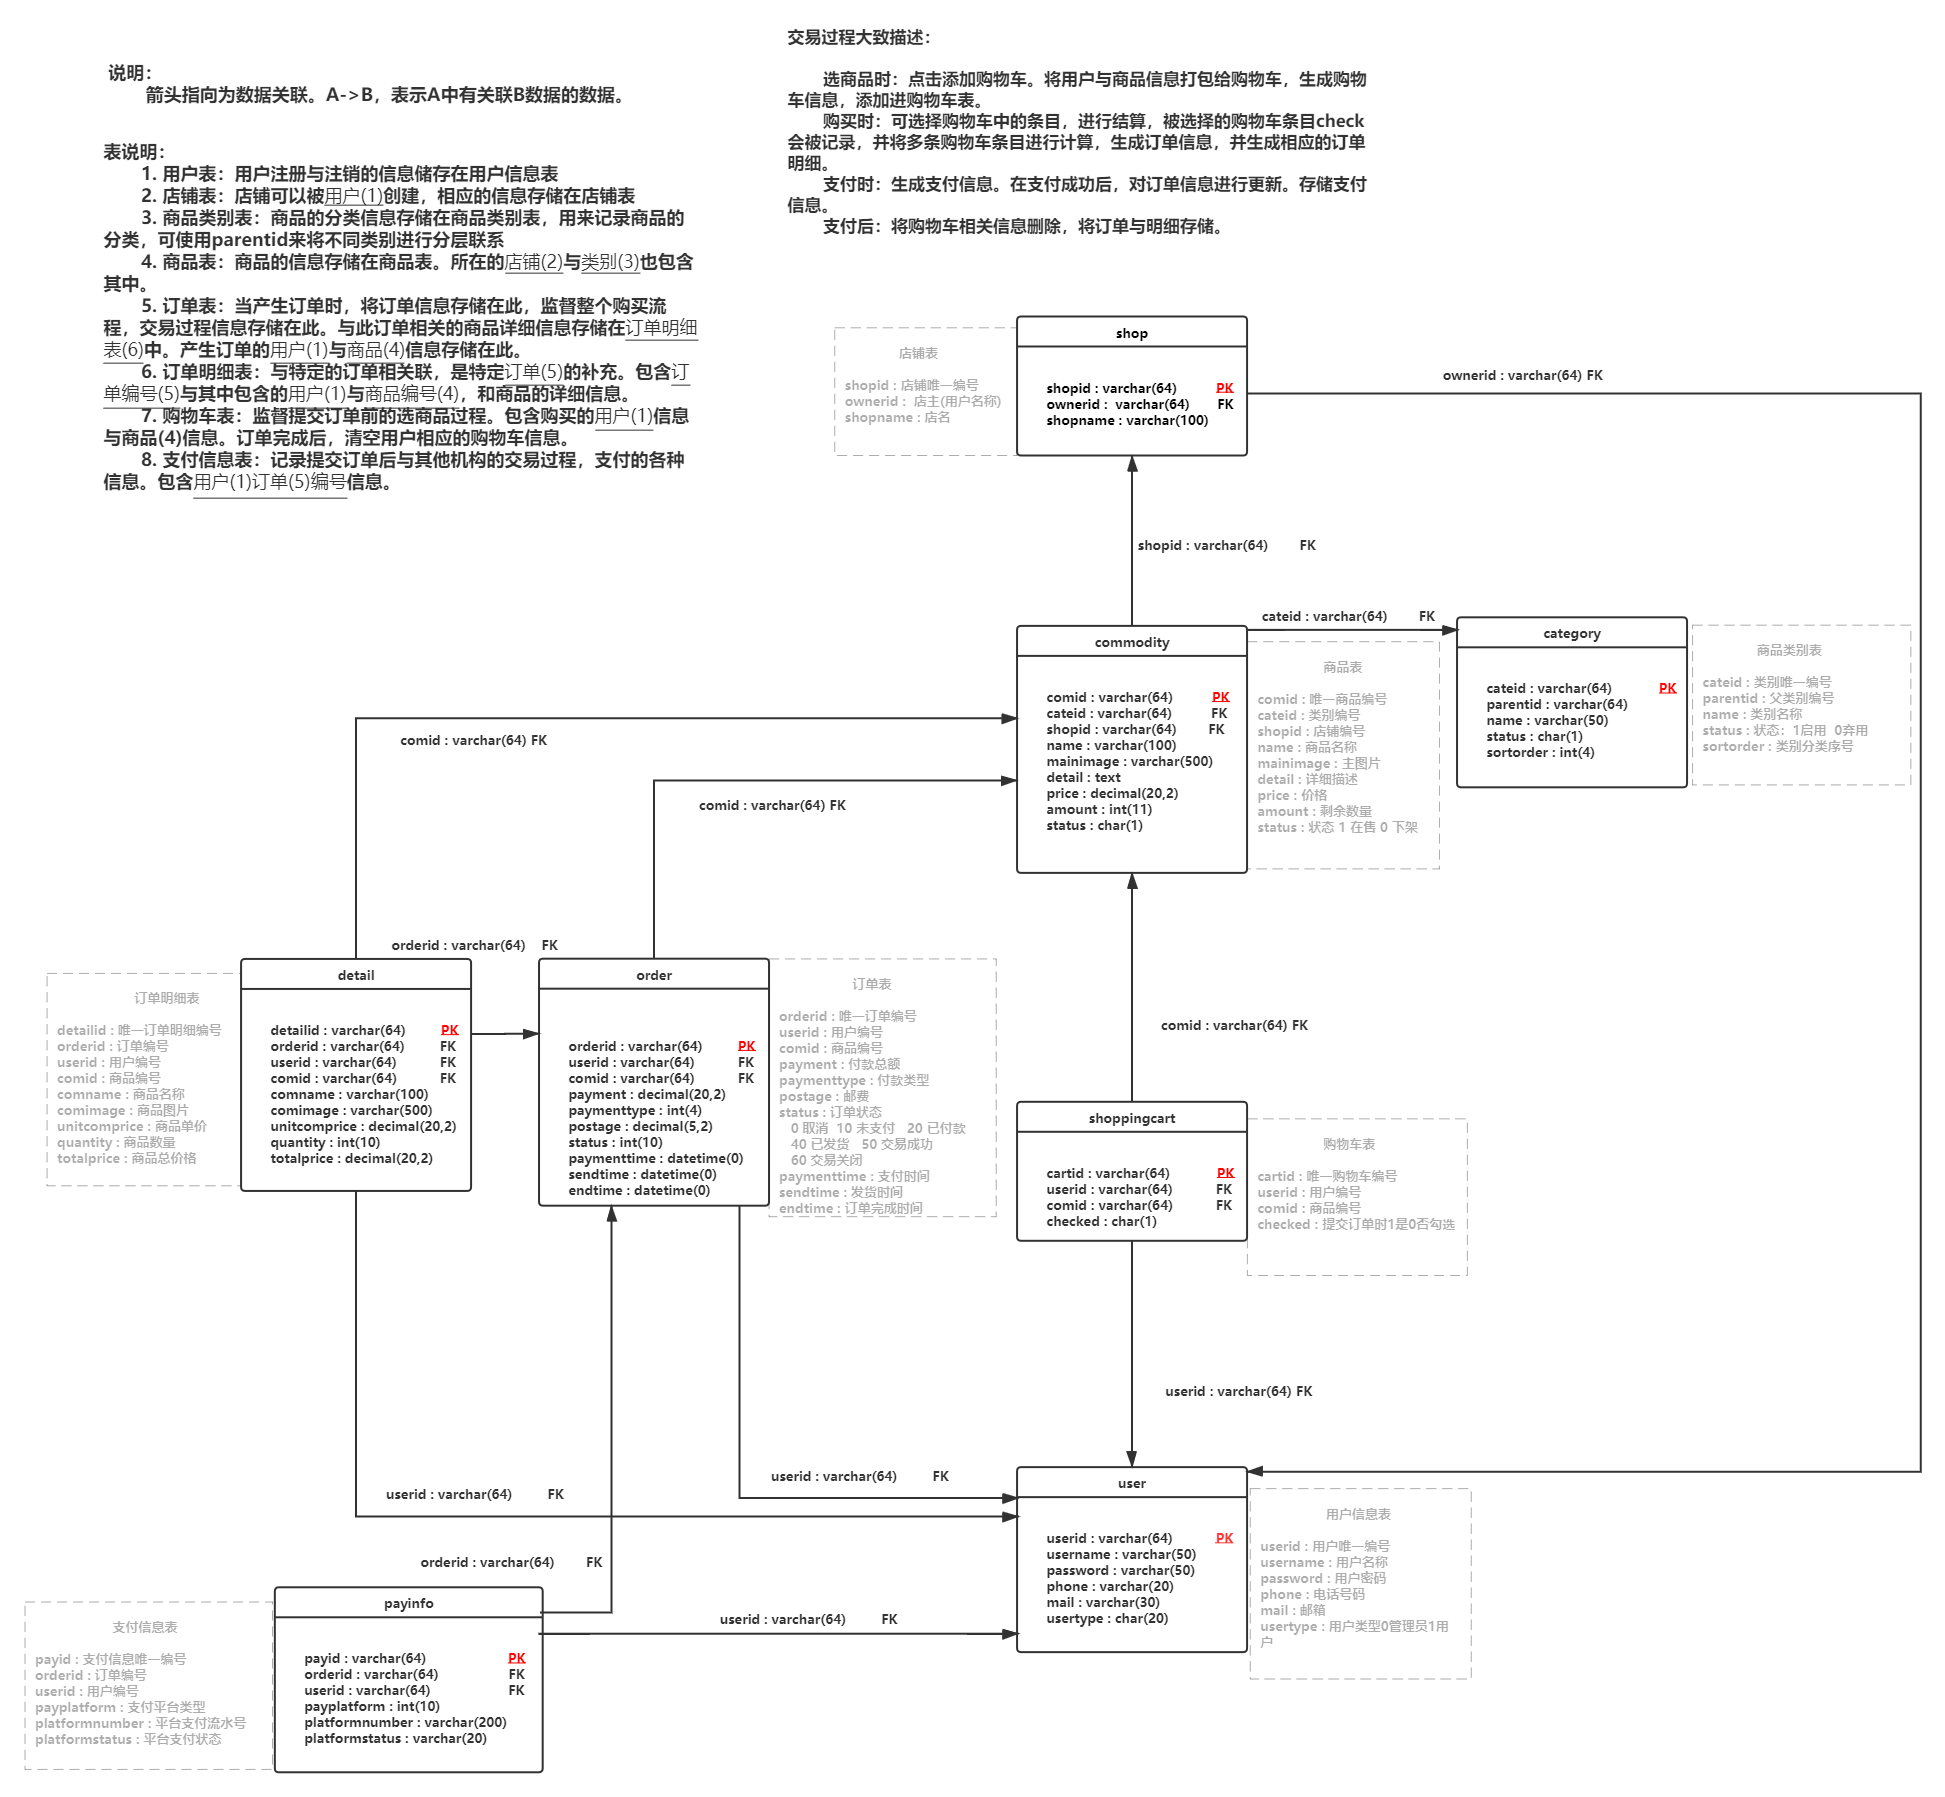 说明：
箭头指向为数据关联。A->B，表示A中有关联B数据的数据。
表说明：
1. 用户表：用户注册与注销的信息储存在用户信息表
2. 店铺表：店铺可以被用户(1)创建，相应的信息存储在店铺表
3. 商品类别表：商品的分类信息存储在商品类别表，用来记录商品的
分类，可使用parentid来将不同类别进行分层联系
4. 商品表：商品的信息存储在商品表。所在的店铺(2)与类别(3)也包含
其中。
5. 订单表：当产生订单时，将订单信息存储在此，监督整个购买流
程，交易过程信息存储在此。与此订单相关的商品详细信息存储在订单明细
表(6)中。产生订单的用户(1)与商品(4)信息存储在此。
6. 订单明细表：与特定的订单相关联，是特定订单(5)的补充。包含订
单编号(5)与其中包含的用户(1)与商品编号(4)，和商品的详细信息。
7. 购物车表：监督提交订单前的选商品过程。包含购买的用户(1)信息
与商品(4)信息。订单完成后，清空用户相应的购物车信息。
8. 支付信息表：记录提交订单后与其他机构的交易过程，支付的各种
信息。包含用户(1)订单(5)编号信息。
交易过程大致描述：
选商品时：点击添加购物车。将用户与商品信息打包给购物车，生成购物
车信息，添加进购物车表。
购买时：可选择购物车中的条目，进行结算，被选择的购物车条目check
会被记录，并将多条购物车条目进行计算，生成订单信息，并生成相应的订单
明细。
支付时：生成支付信息。在支付成功后，对订单信息进行更新。存储支付
信息。
支付后：将购物车相关信息删除，将订单与明细存储。
店铺表
shopid : 店铺唯一编号
ownerid : 店主(用户名称)
shopname : 店名
shop
shopid : varchar(64) PK
ownerid : varchar(64) FK
shopname : varchar(100)
ownerid : varchar(64) FK
shopid : varchar(64) FK
cateid : varchar(64) FK
commodity
comid : varchar(64) PK
cateid : varchar(64) FK
shopid : varchar(64) FK
name : varchar(100)
mainimage : varchar(500)
detail : text
price : decimal(20,2)
amount : int(11)
status : char(1)
商品表
comid : 唯一商品编号
cateid : 类别编号
shopid : 店铺编号
name : 商品名称
mainimage : 主图片
detail : 详细描述
price : 价格
amount : 剩余数量
status : 状态 1 在售 0 下架
category
cateid : varchar(64) PK
parentid : varchar(64)
name : varchar(50)
status : char(1)
sortorder : int(4)
商品类别表
cateid : 类别唯一编号
parentid : 父类别编号
name : 类别名称
status : 状态：1启用 0弃用
sortorder : 类别分类序号
comid : varchar(64) FK
comid : varchar(64) FK
orderid : varchar(64) FK
订单明细表
detailid : 唯一订单明细编号
orderid : 订单编号
userid : 用户编号
comid : 商品编号
comname : 商品名称
comimage : 商品图片
unitcomprice : 商品单价
quantity : 商品数量
totalprice : 商品总价格
detail
detailid : varchar(64) PK
orderid : varchar(64) FK
userid : varchar(64) FK
comid : varchar(64) FK
comname : varchar(100)
comimage : varchar(500)
unitcomprice : decimal(20,2)
quantity : int(10)
totalprice : decimal(20,2)
order
orderid : varchar(64) PK
userid : varchar(64) FK
comid : varchar(64) FK
payment : decimal(20,2)
paymenttype : int(4)
postage : decimal(5,2)
status : int(10)
paymenttime : datetime(0)
sendtime : datetime(0)
endtime : datetime(0)
订单表
orderid : 唯一订单编号
userid : 用户编号
comid : 商品编号
payment : 付款总额
paymenttype : 付款类型
postage : 邮费
status : 订单状态
0 取消 10 未支付 20 已付款
40 已发货 50 交易成功
60 交易关闭
paymenttime : 支付时间
sendtime : 发货时间
endtime : 订单完成时间
comid : varchar(64) FK
shoppingcart
cartid : varchar(64) PK
userid : varchar(64) FK
comid : varchar(64) FK
checked : char(1)
购物车表
cartid : 唯一购物车编号
userid : 用户编号
comid : 商品编号
checked : 提交订单时1是0否勾选
userid : varchar(64) FK
userid : varchar(64) FK
userid : varchar(64) FK
orderid : varchar(64) FK
userid : varchar(64) FK
user
userid : varchar(64) PK
username : varchar(50)
password : varchar(50)
phone : varchar(20)
mail : varchar(30)
usertype : char(20)
用户信息表
userid : 用户唯一编号
username : 用户名称
password : 用户密码
phone : 电话号码
mail : 邮箱
usertype : 用户类型0管理员1用
户
支付信息表
payid : 支付信息唯一编号
orderid : 订单编号
userid : 用户编号
payplatform : 支付平台类型
platformnumber : 平台支付流水号
platformstatus : 平台支付状态
payinfo
payid : varchar(64) PK
orderid : varchar(64) FK
userid : varchar(64) FK
payplatform : int(10)
platformnumber : varchar(200)
platformstatus : varchar(20)